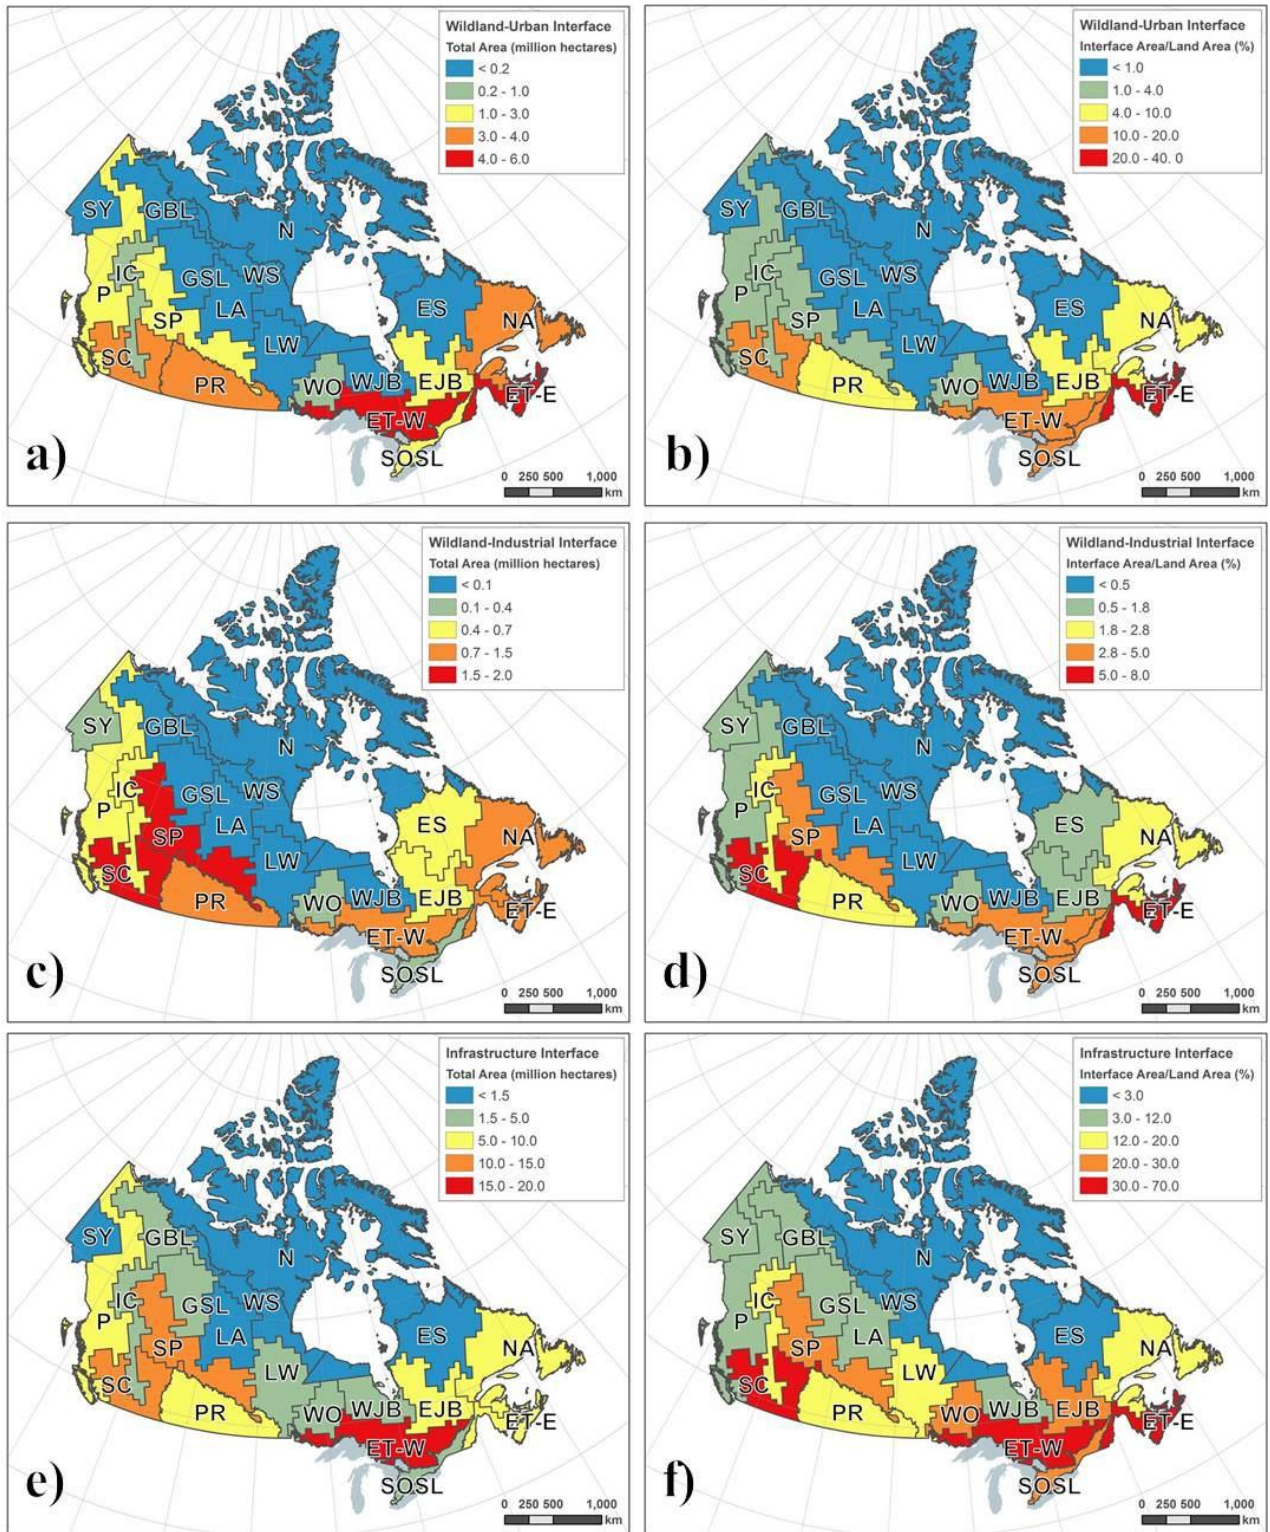 Wildland-Urban Interface
Total Area (million hectares)
< 0.2
0.2 - 1.0
1.0 - 3.0
3.0 - 4.0
4.0 - 6.0
SY
GBL
N
IC
GSL
WS
P
LA
ES
SP
NA
LW
SC
PR
WO
WJB
EJB
ET-E
ET-W
SOSL
a)
0 250 500 1,000
km
Wildland-Urban Interface
Interface Area/Land Area (%)
< 1.0
1.0 - 4.0
4.0 - 10.0
10.0 - 20.0
20.0 - 40. 0
SY
GBL
N
IC
GSL
WS
P
LA
ES
SP
NA
LW
SC
PR
WO
WJB
EJB
ET-E
ET-W
SOSL
b)
0 250 500 1,000
km
Wildland-Industrial Interface
Total Area (million hectares)
< 0.1
0.1 - 0.4
0.4 - 0.7
0.7 - 1.5
1.5 - 2.0
SY
GBL
N
IC
GSL
WS
P
LA
ES
SP
NA
LW
SC
PR
WO
WJB
EJB
ET-E
ET-W
SOSL
c)
0 250 500 1,000
km
Wildland-Industrial Interface
Interface Area/Land Area (%)
< 0.5
0.5 - 1.8
1.8 - 2.8
2.8 - 5.0
5.0 - 8.0
SY
GBL
N
IC
GSL
WS
P
LA
ES
SP
NA
LW
SC
PR
WO
WJB
EJB
ET-E
ET-W
SOSL
d)
0 250 500 1,000
km
Infrastructure Interface
Total Area (million hectares)
< 1.5
1.5 - 5.0
5.0 - 10.0
10.0 - 15.0
15.0 - 20.0
SY
GBL
N
IC
GSL
WS
P
LA
ES
SP
NA
LW
SC
PR
WO
WJB
EJB
ET-E
ET-W
SOSL
e)
0 250 500 1,000
km
Infrastructure Interface
Interface Area/Land Area (%)
< 3.0
3.0 - 12.0
12.0 - 20.0
20.0 - 30.0
30.0 - 70.0
SY
GBL
N
IC
GSL
WS
P
LA
ES
SP
NA
LW
SC
PR
WO
WJB
EJB
ET-E
ET-W
SOSL
f)
0 250 500 1,000
km